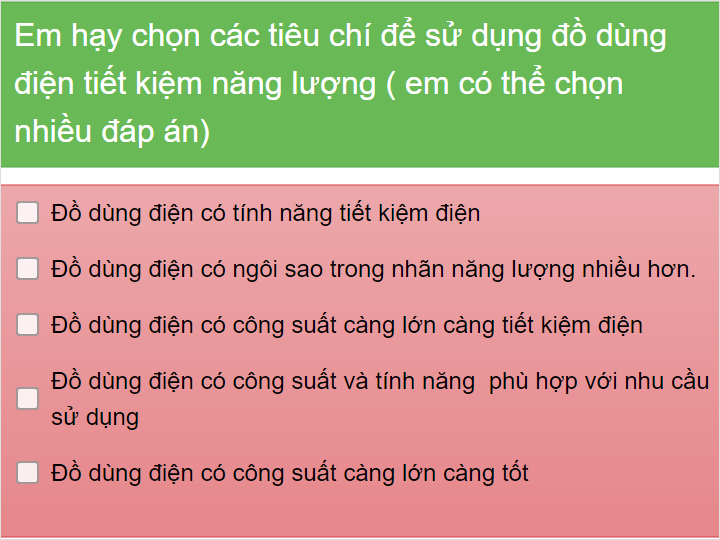 Em hạy chọn các tiêu chí để sử dụng đồ dùng
điện tiết kiệm năng lượng ( em có thể chọn
nhiều đáp án)
Đồ dùng điện có tính năng tiết kiệm điện
Đồ dùng điện có ngôi sao trong nhãn năng lượng nhiều hơn.
Đồ dùng điện có công suất càng lớn càng tiết kiệm điện
Đồ dùng điện có công suất và tính năng  phù hợp với nhu cầu
sử dụng
Đồ dùng điện có công suất càng lớn càng tốt